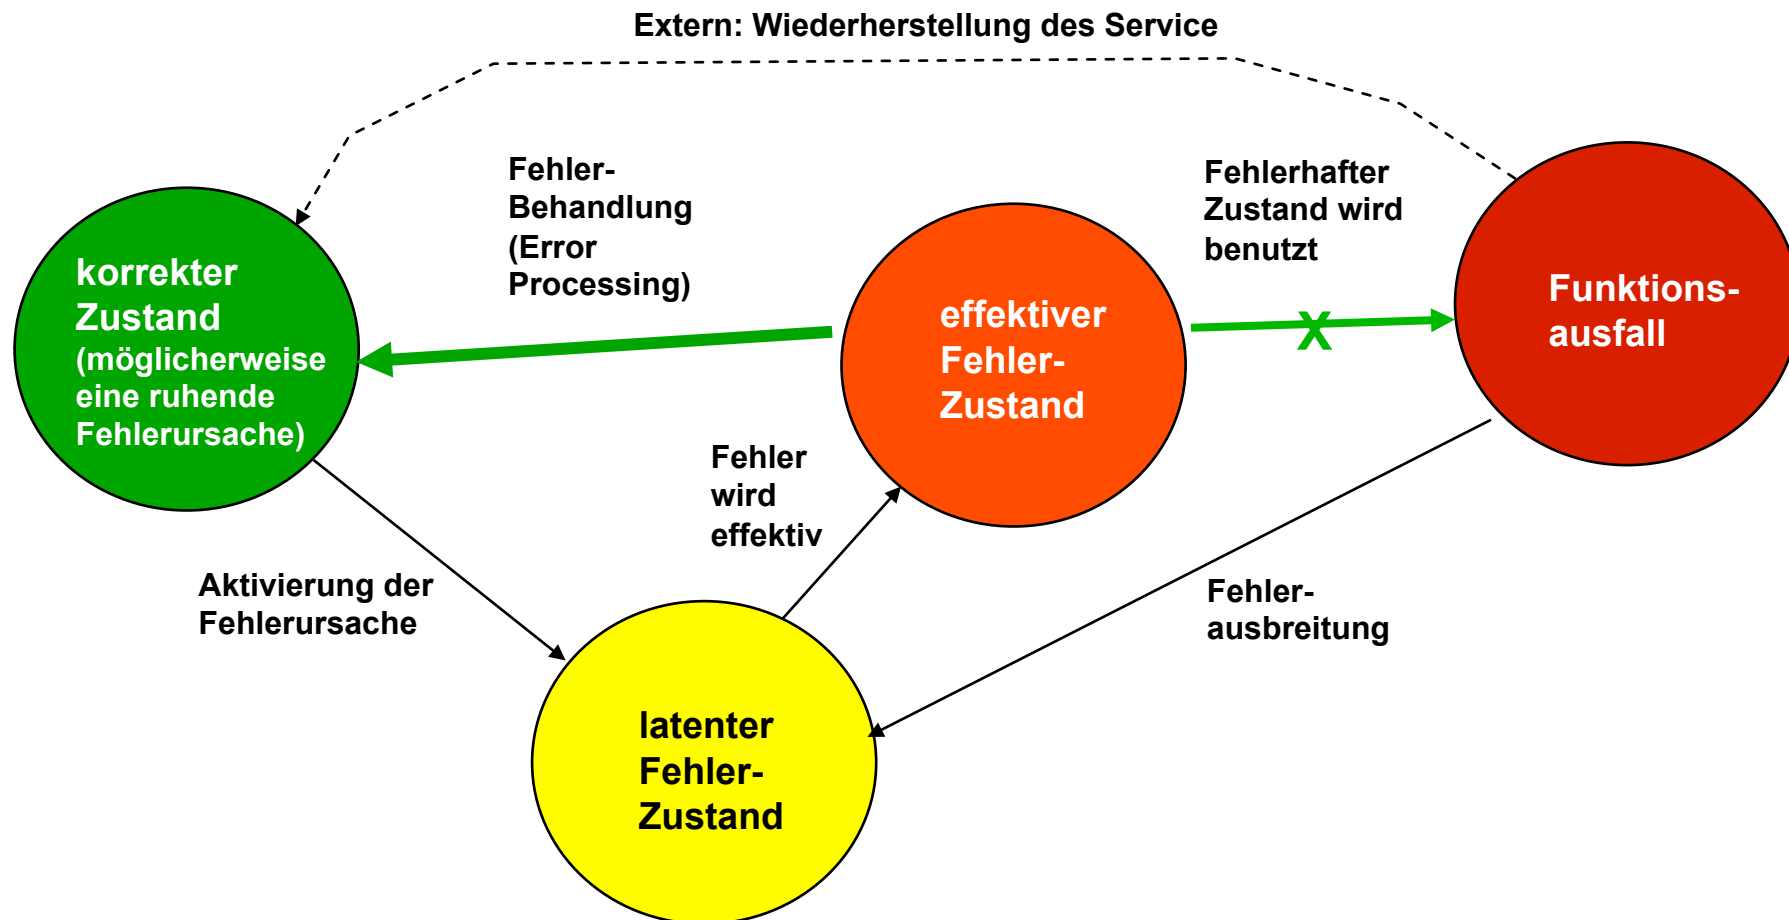 Extern: Wiederherstellung des Service
Fehler-
Behandlung
(Error
Processing)
Fehlerhafter
Zustand wird
benutzt
korrekter
Zustand
(möglicherweise
eine ruhende
Fehlerursache)
effektiver
Fehler-
Zustand
X
Funktions-
ausfall
Fehler
wird
effektiv
Aktivierung der
Fehlerursache
Fehler-
ausbreitung
latenter
Fehler-
Zustand